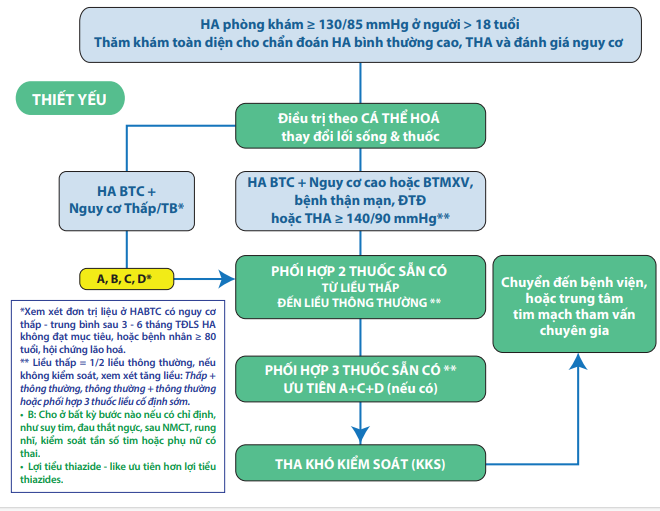 HA phòng khám ≥ 130/85 mmHg ở người > 18 tuổi
Thăm khám toàn diện cho chẩn đoán HA bình thường cao, THA và đánh giá nguy cơ
THIẾT YẾU
Điều trị theo CÁ THỂ HOÁ
thay đổi lối sống & thuốc
HA BTC +
Nguy cơ Thấp/TB*
HA BTC + Nguy cơ cao hoặc BTMXV,
bệnh thận mạn, ĐTĐ
hoặc THA ≥ 140/90 mmHg**
A, B, C, D*
PHỐI HỢP 2 THUỐC SẴN CÓ
TỪ LIỀU THẤP
ĐẾN LIỀU THÔNG THƯỜNG **
Chuyển đến bệnh viện,
hoặc trung tâm
tim mạch tham vấn
chuyên gia
*Xem xét đơn trị liệu ở HABTC có nguy cơ
thấp - trung bình sau 3 - 6 tháng TĐLS HA
không đạt mục tiêu, hoặc bệnh nhân ≥ 80
tuổi, hội chứng lão hoá.
** Liều thấp = 1/2 liều thông thường, nếu
không kiểm soát, xem xét tăng liều: Thấp +
thông thường, thông thường + thông thường
hoặc phối hợp 3 thuốc liều cố định sớm.
• B: Cho ở bất kỳ bước nào nếu có chỉ định,
như suy tim, đau thắt ngực, sau NMCT, rung
nhĩ, kiểm soát tần số tim hoặc phụ nữ có
thai.
• Lợi tiểu thiazide - like ưu tiên hơn lợi tiểu
thiazides.
PHỐI HỢP 3 THUỐC SẴN CÓ **
ƯU TIÊN A+C+D (nếu có)
THA KHÓ KIỂM SOÁT (KKS)